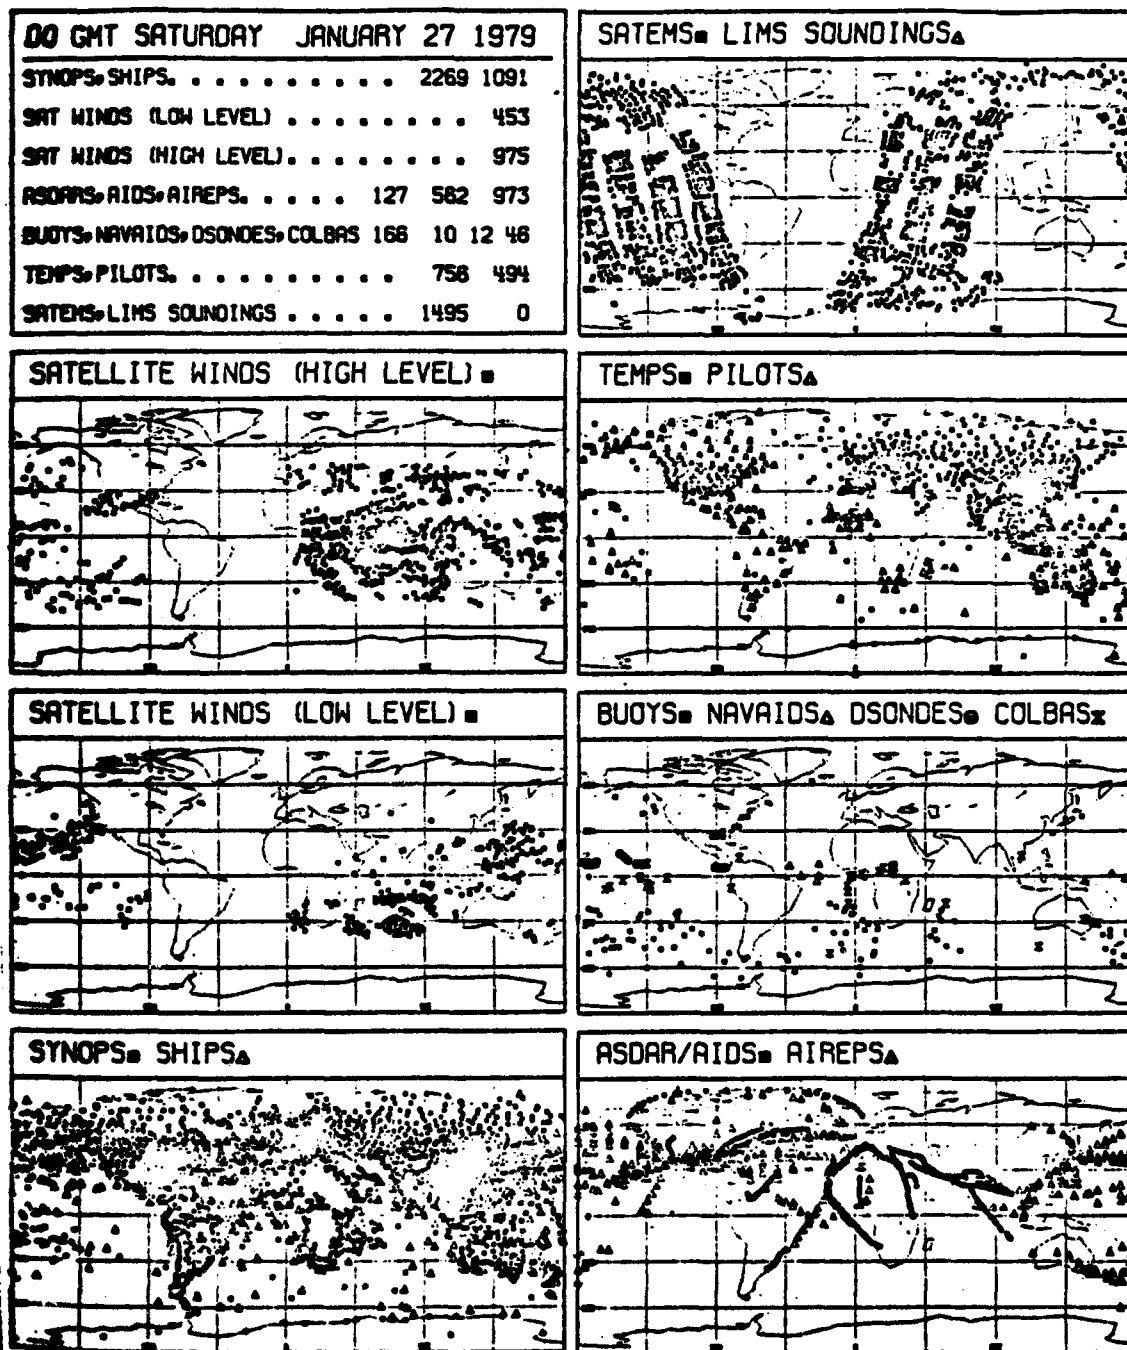 00 GMT SATURDAY JANUARY 27 1979
SYNOPS, SHIPS. . . . . . . . . 2269 1091
SAT WINDS (LOW LEVEL) . . . . . . . . 453
SAT WINDS (HIGH LEVEL). . . . . . . . 975
ASDARS, AIDS, AIREPS. . . . . . 127 582 973
BUOYS, NAVAIDS, DSONDES, COLBAS 166 10 12 46
TEMPS, PILOTS. . . . . . . . . 756 494
SATEMS, LIMS SOUNDINGS . . . . . 1495 0
SATEMS■ LIMS SOUNDINGS▲
SATELLITE WINDS (HIGH LEVEL) ■
TEMPS■ PILOTS▲
SATELLITE WINDS (LOW LEVEL) ■
BUOYS■ NAVAIDS▲ DSONDES● COLBAS⧗
SYNOPS■ SHIPS▲
ASDAR/AIDS■ AIREPS▲